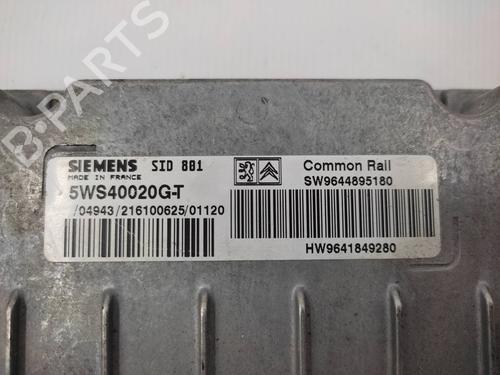 SIEMENS SID 801
MADE IN FRANCE
5WS40020G-T
/04943/216100625/01120
Common Rail
SW9644895180
HW9641849280
B-PARTS